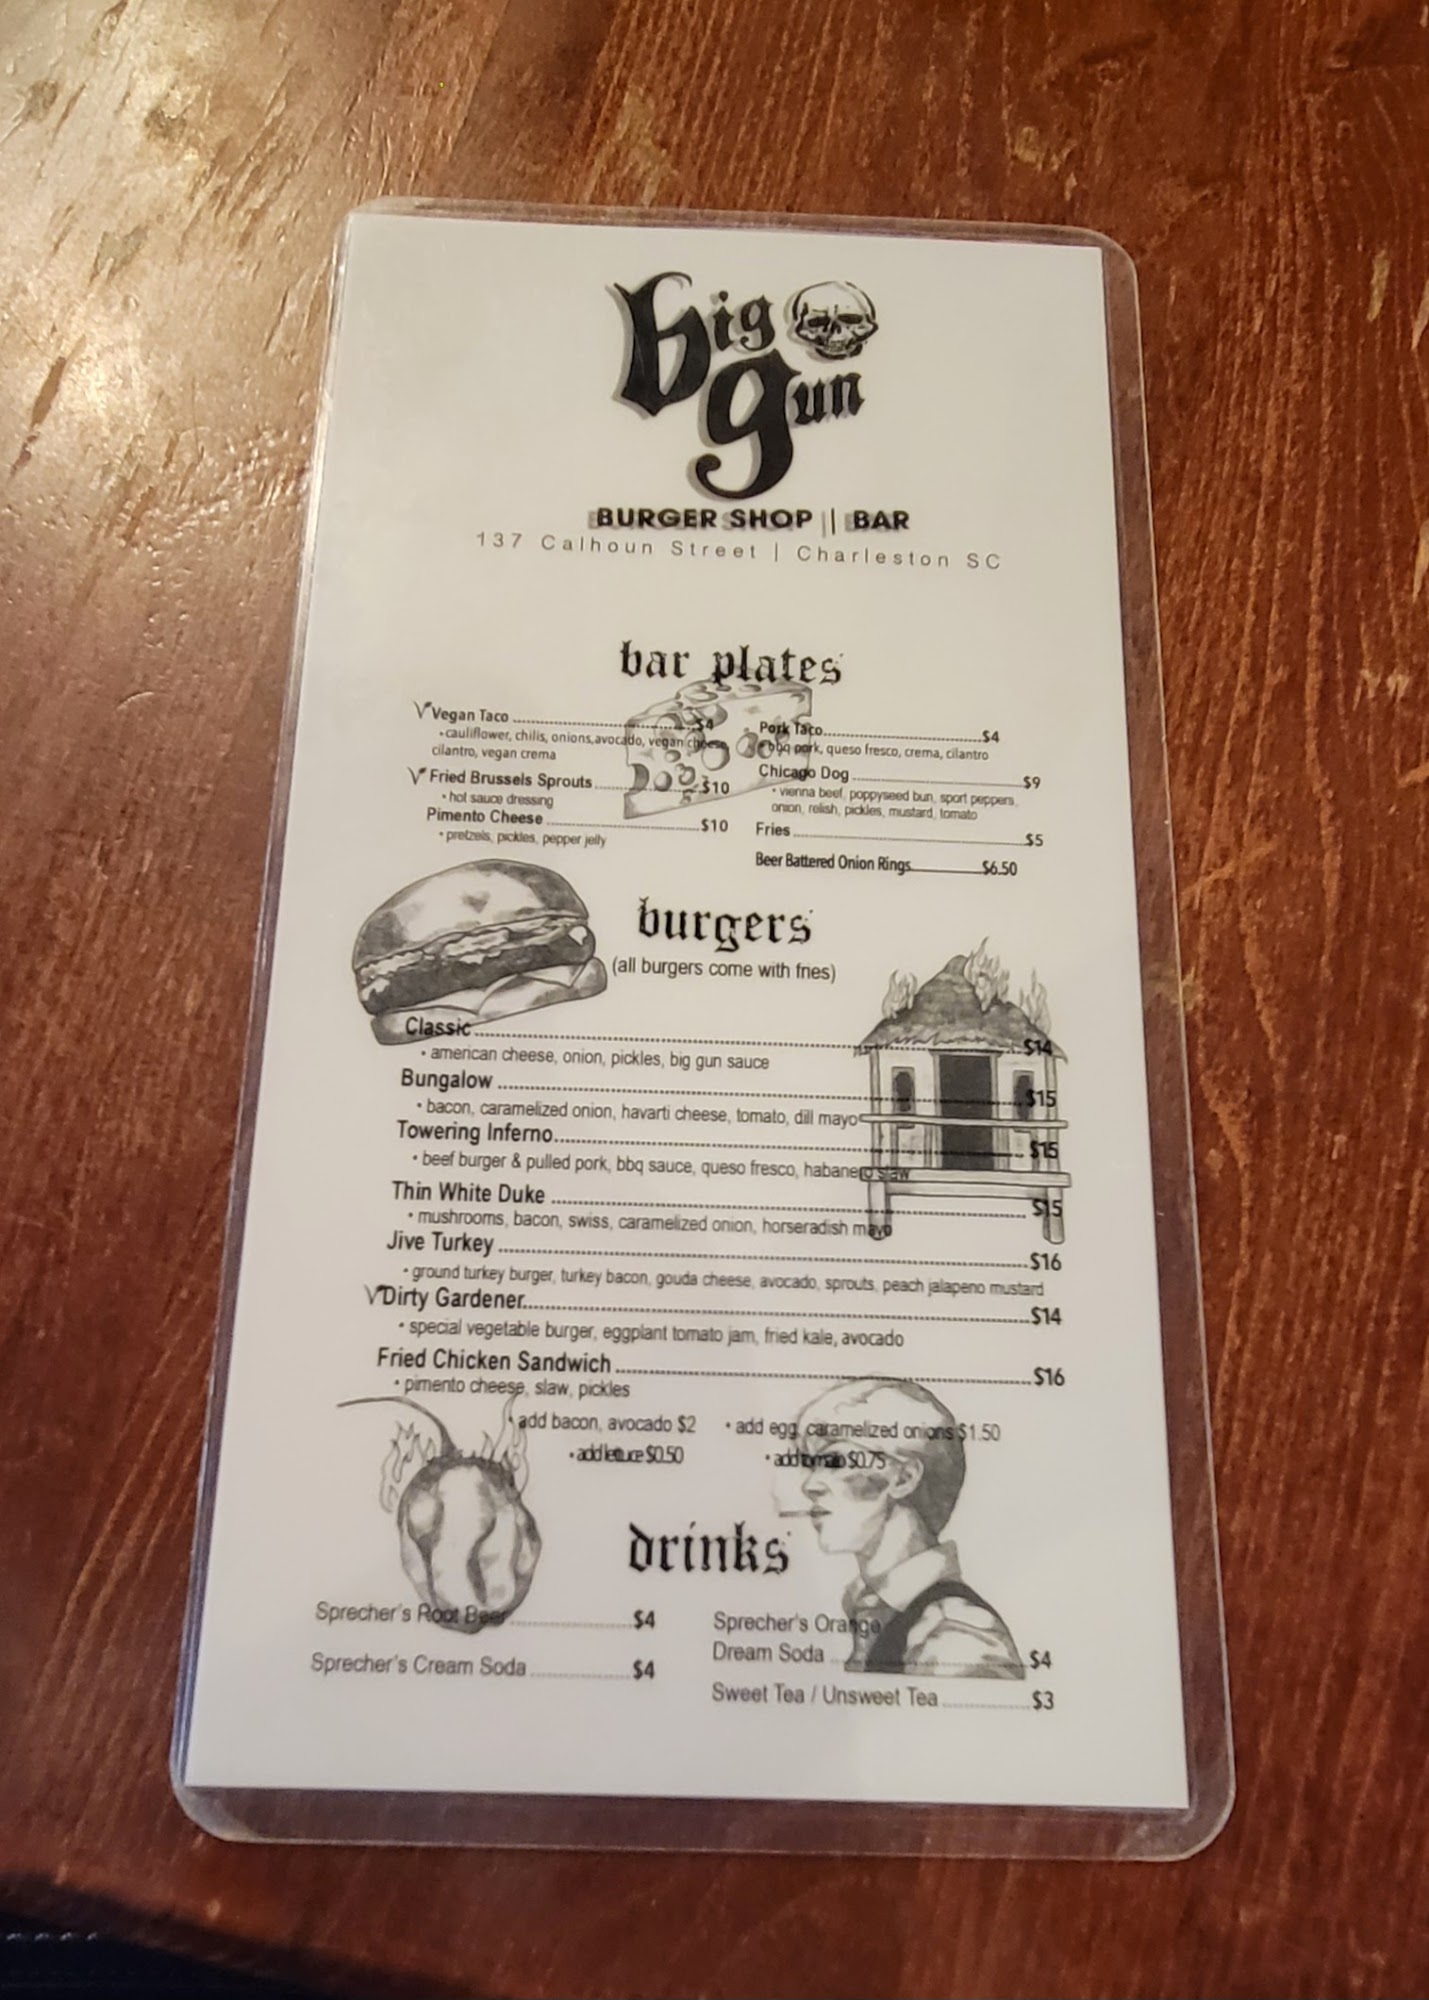 big gun
BURGER SHOP || BAR
137 Calhoun Street | Charleston SC
bar plates
V Vegan Taco $4
• cauliflower, chilis, onions,avocado, vegan cheese,
cilantro, vegan crema
V Fried Brussels Sprouts $10
• hot sauce dressing
Pimento Cheese $10
• pretzels, pickles, pepper jelly
Pork Taco $4
• bbq pork, queso fresco, crema, cilantro
Chicago Dog $9
• vienna beef, poppyseed bun, sport peppers,
onion, relish, pickles, mustard, tomato
Fries $5
Beer Battered Onion Rings $6.50
burgers
(all burgers come with fries)
Classic $14
• american cheese, onion, pickles, big gun sauce
Bungalow $15
• bacon, caramelized onion, havarti cheese, tomato, dill mayo
Towering Inferno $15
• beef burger & pulled pork, bbq sauce, queso fresco, habanero slaw
Thin White Duke $15
• mushrooms, bacon, swiss, caramelized onion, horseradish mayo
Jive Turkey $16
• ground turkey burger, turkey bacon, gouda cheese, avocado, sprouts, peach jalapeno mustard
V Dirty Gardener $14
• special vegetable burger, eggplant tomato jam, fried kale, avocado
Fried Chicken Sandwich $16
• pimento cheese, slaw, pickles
• add bacon, avocado $2 • add egg, caramelized onions $1.50
• add lettuce $0.50 • add tomato $0.75
drinks
Sprecher's Root Beer $4
Sprecher's Cream Soda $4
Sprecher's Orange
Dream Soda $4
Sweet Tea / Unsweet Tea $3